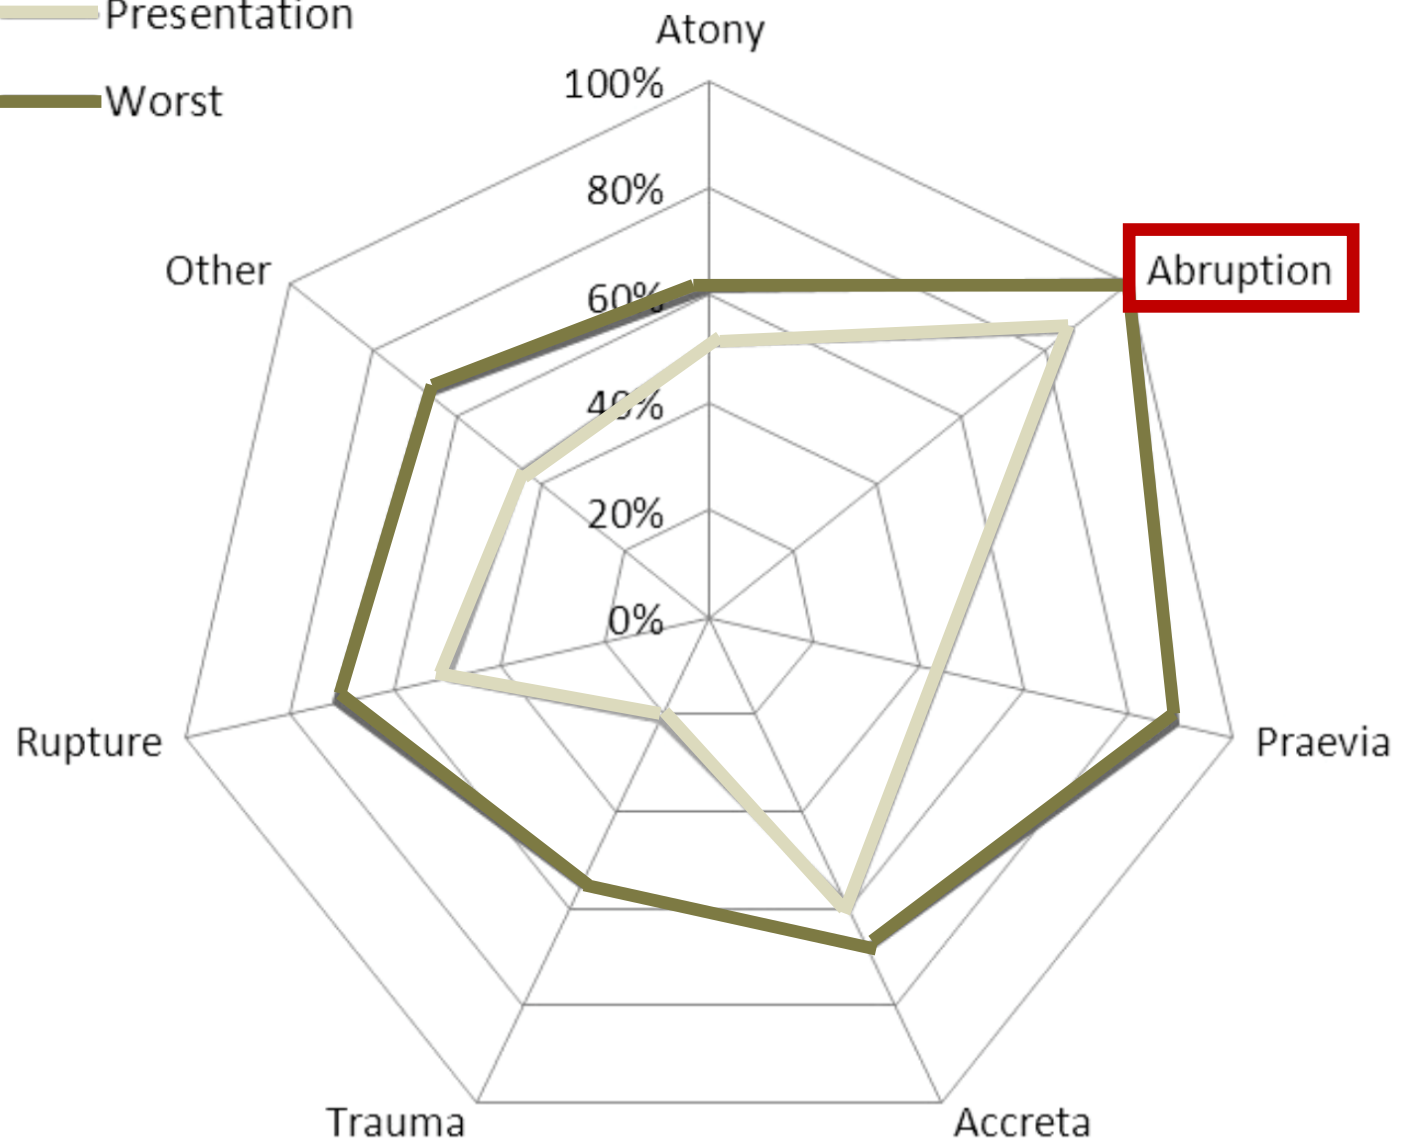 Presentation
Worst
Atony
100%
80%
60%
40%
20%
0%
Abruption
Other
Praevia
Rupture
Accreta
Trauma